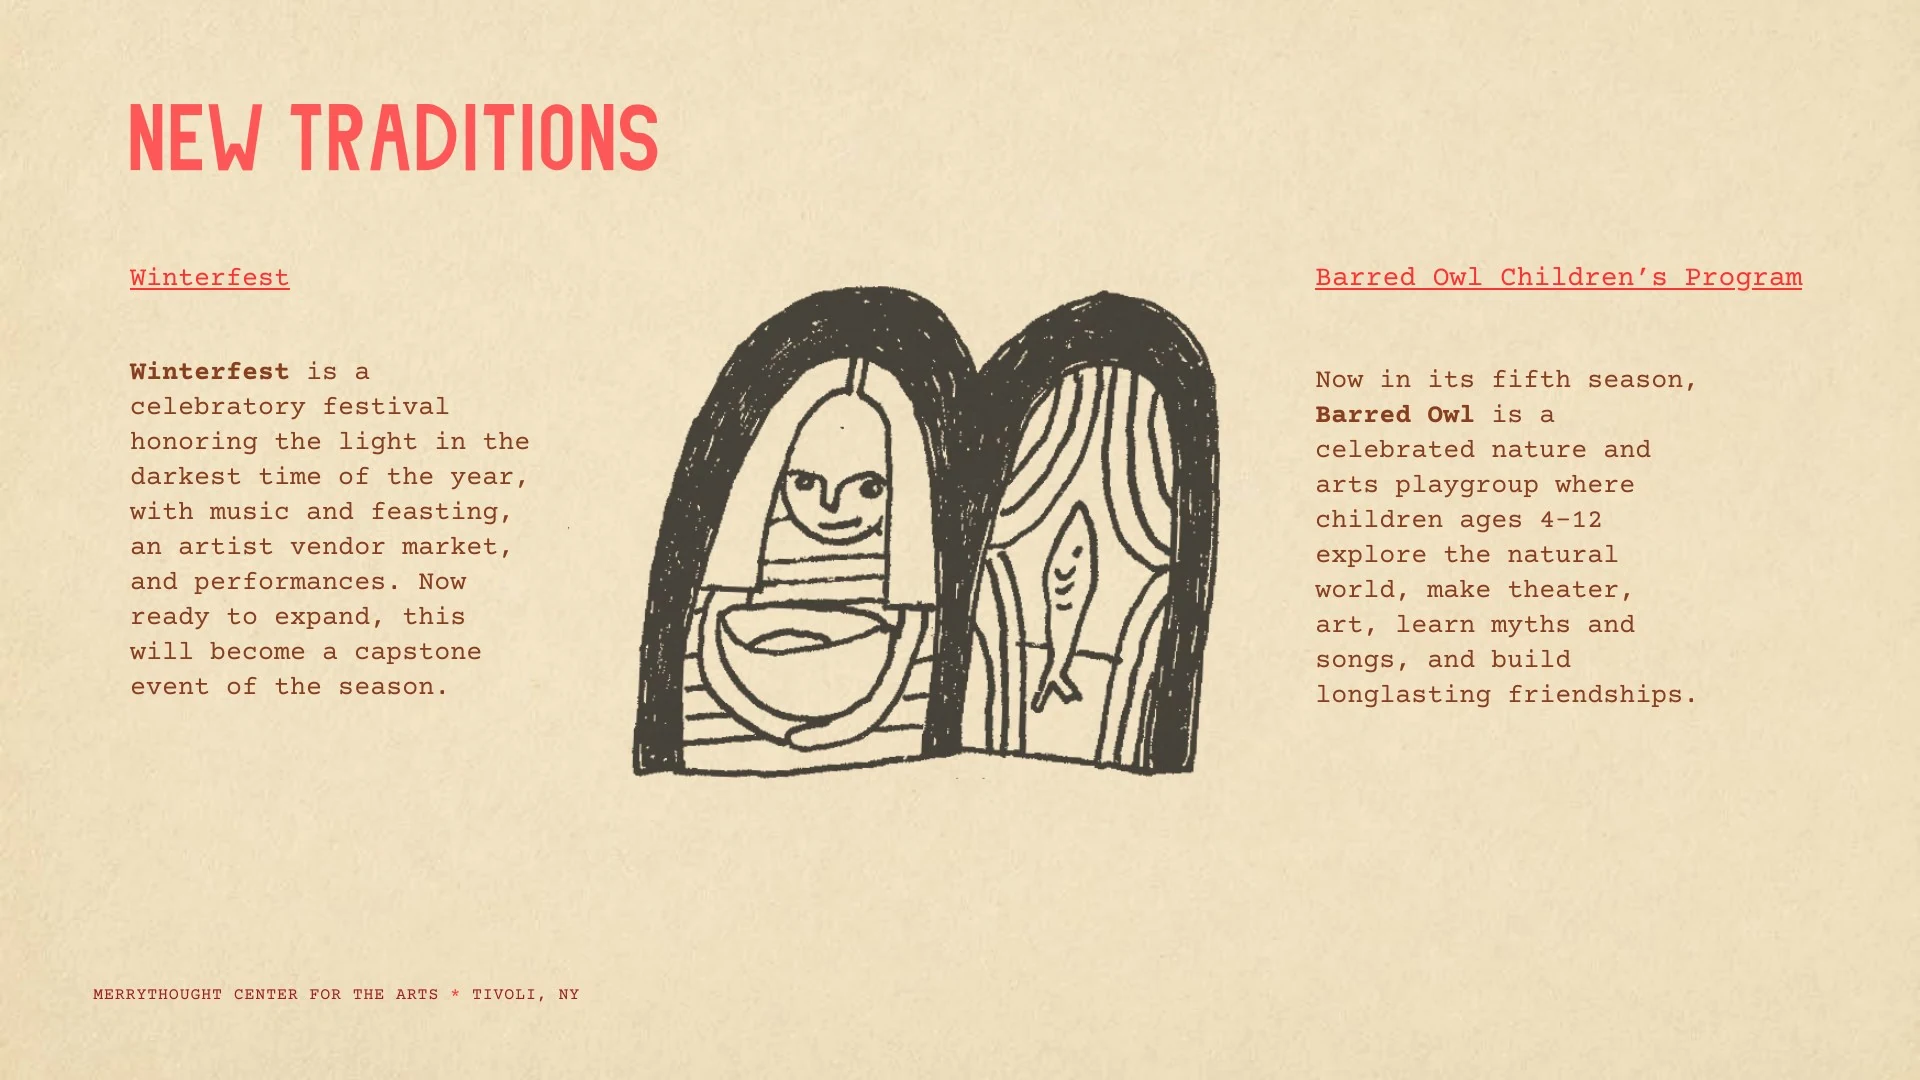 NEW TRADITIONS
Winterfest
Winterfest is a
celebratory festival
honoring the light in the
darkest time of the year,
with music and feasting,
an artist vendor market,
and performances. Now
ready to expand, this
will become a capstone
event of the season.
Barred Owl Children’s Program
Now in its fifth season,
Barred Owl is a
celebrated nature and
arts playgroup where
children ages 4-12
explore the natural
world, make theater,
art, learn myths and
songs, and build
longlasting friendships.
MERRYTHOUGHT CENTER FOR THE ARTS * TIVOLI, NY